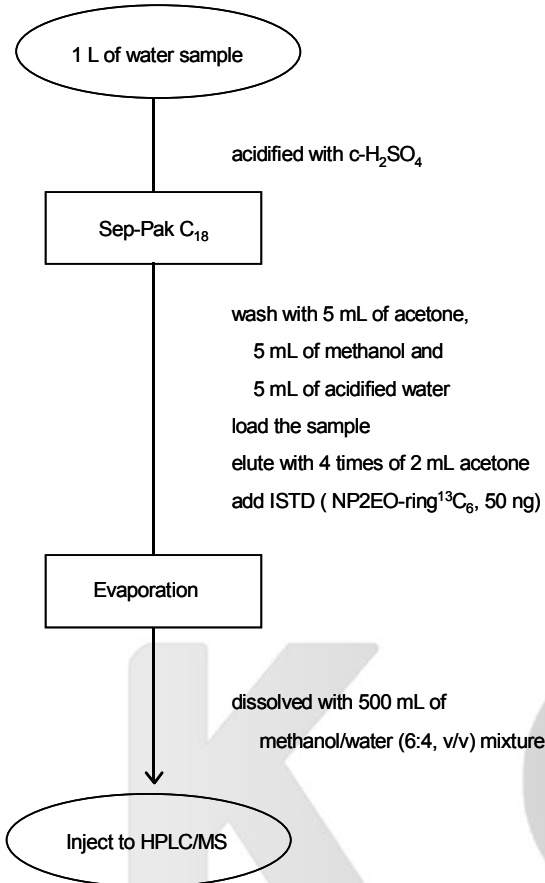 1 L of water sample
acidified with c-H₂SO₄
Sep-Pak C₁₈
wash with 5 mL of acetone,
5 mL of methanol and
5 mL of acidified water
load the sample
elute with 4 times of 2 mL acetone
add ISTD ( NP2EO-ring¹³C₆, 50 ng)
Evaporation
dissolved with 500 mL of
methanol/water (6:4, v/v) mixture
Inject to HPLC/MS